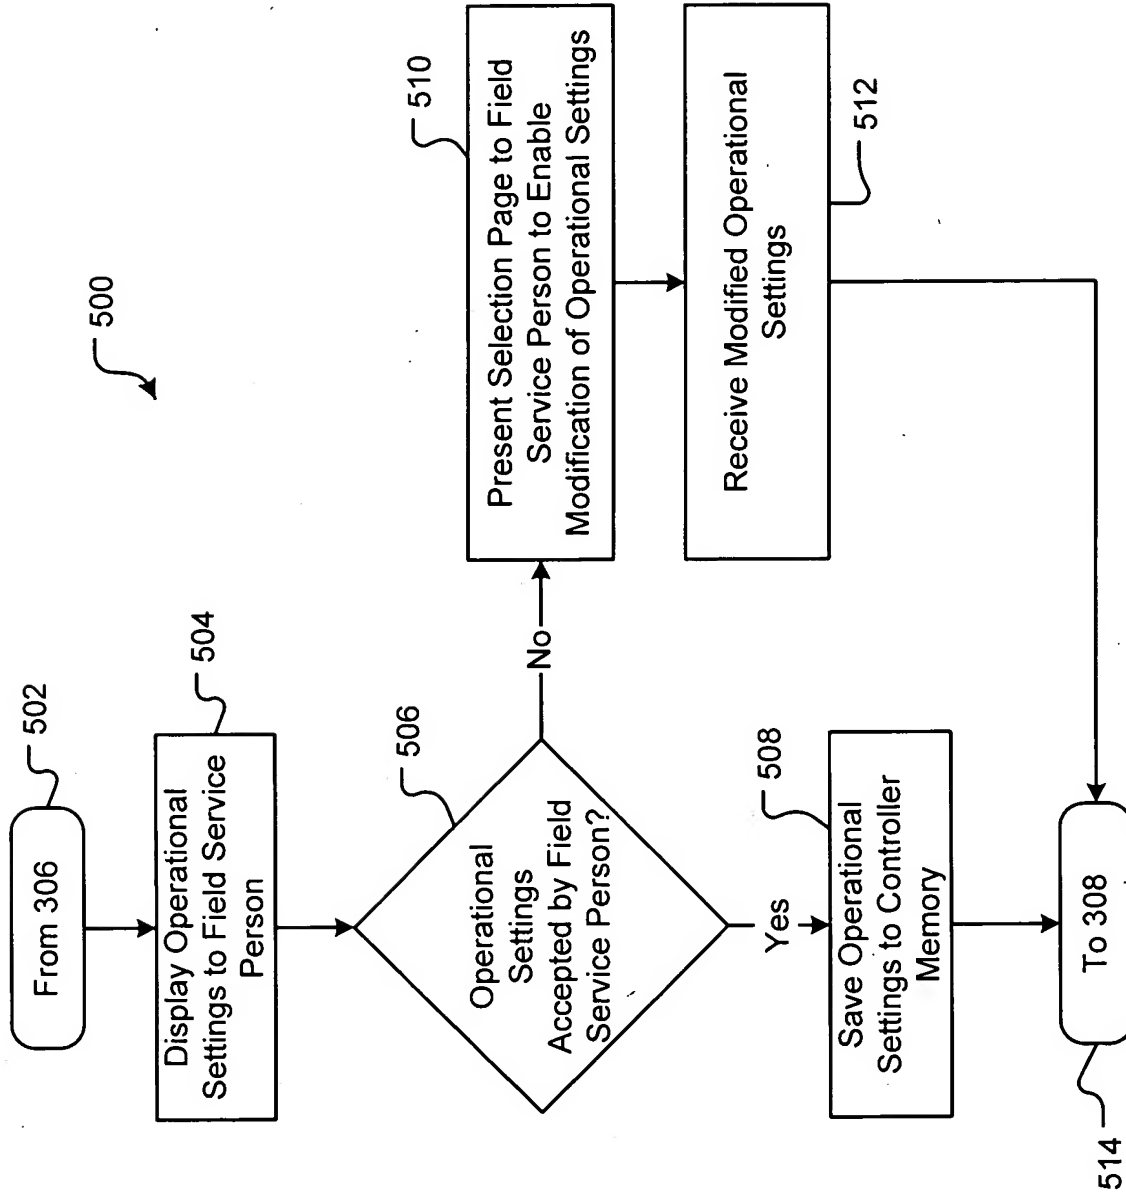 500
From 306
502
Display Operational
Settings to Field Service
Person
504
Operational
Settings
Accepted by Field
Service Person?
506
No
Yes
Present Selection Page to Field
Service Person to Enable
Modification of Operational Settings
510
Receive Modified Operational
Settings
512
Save Operational
Settings to Controller
Memory
508
To 308
514